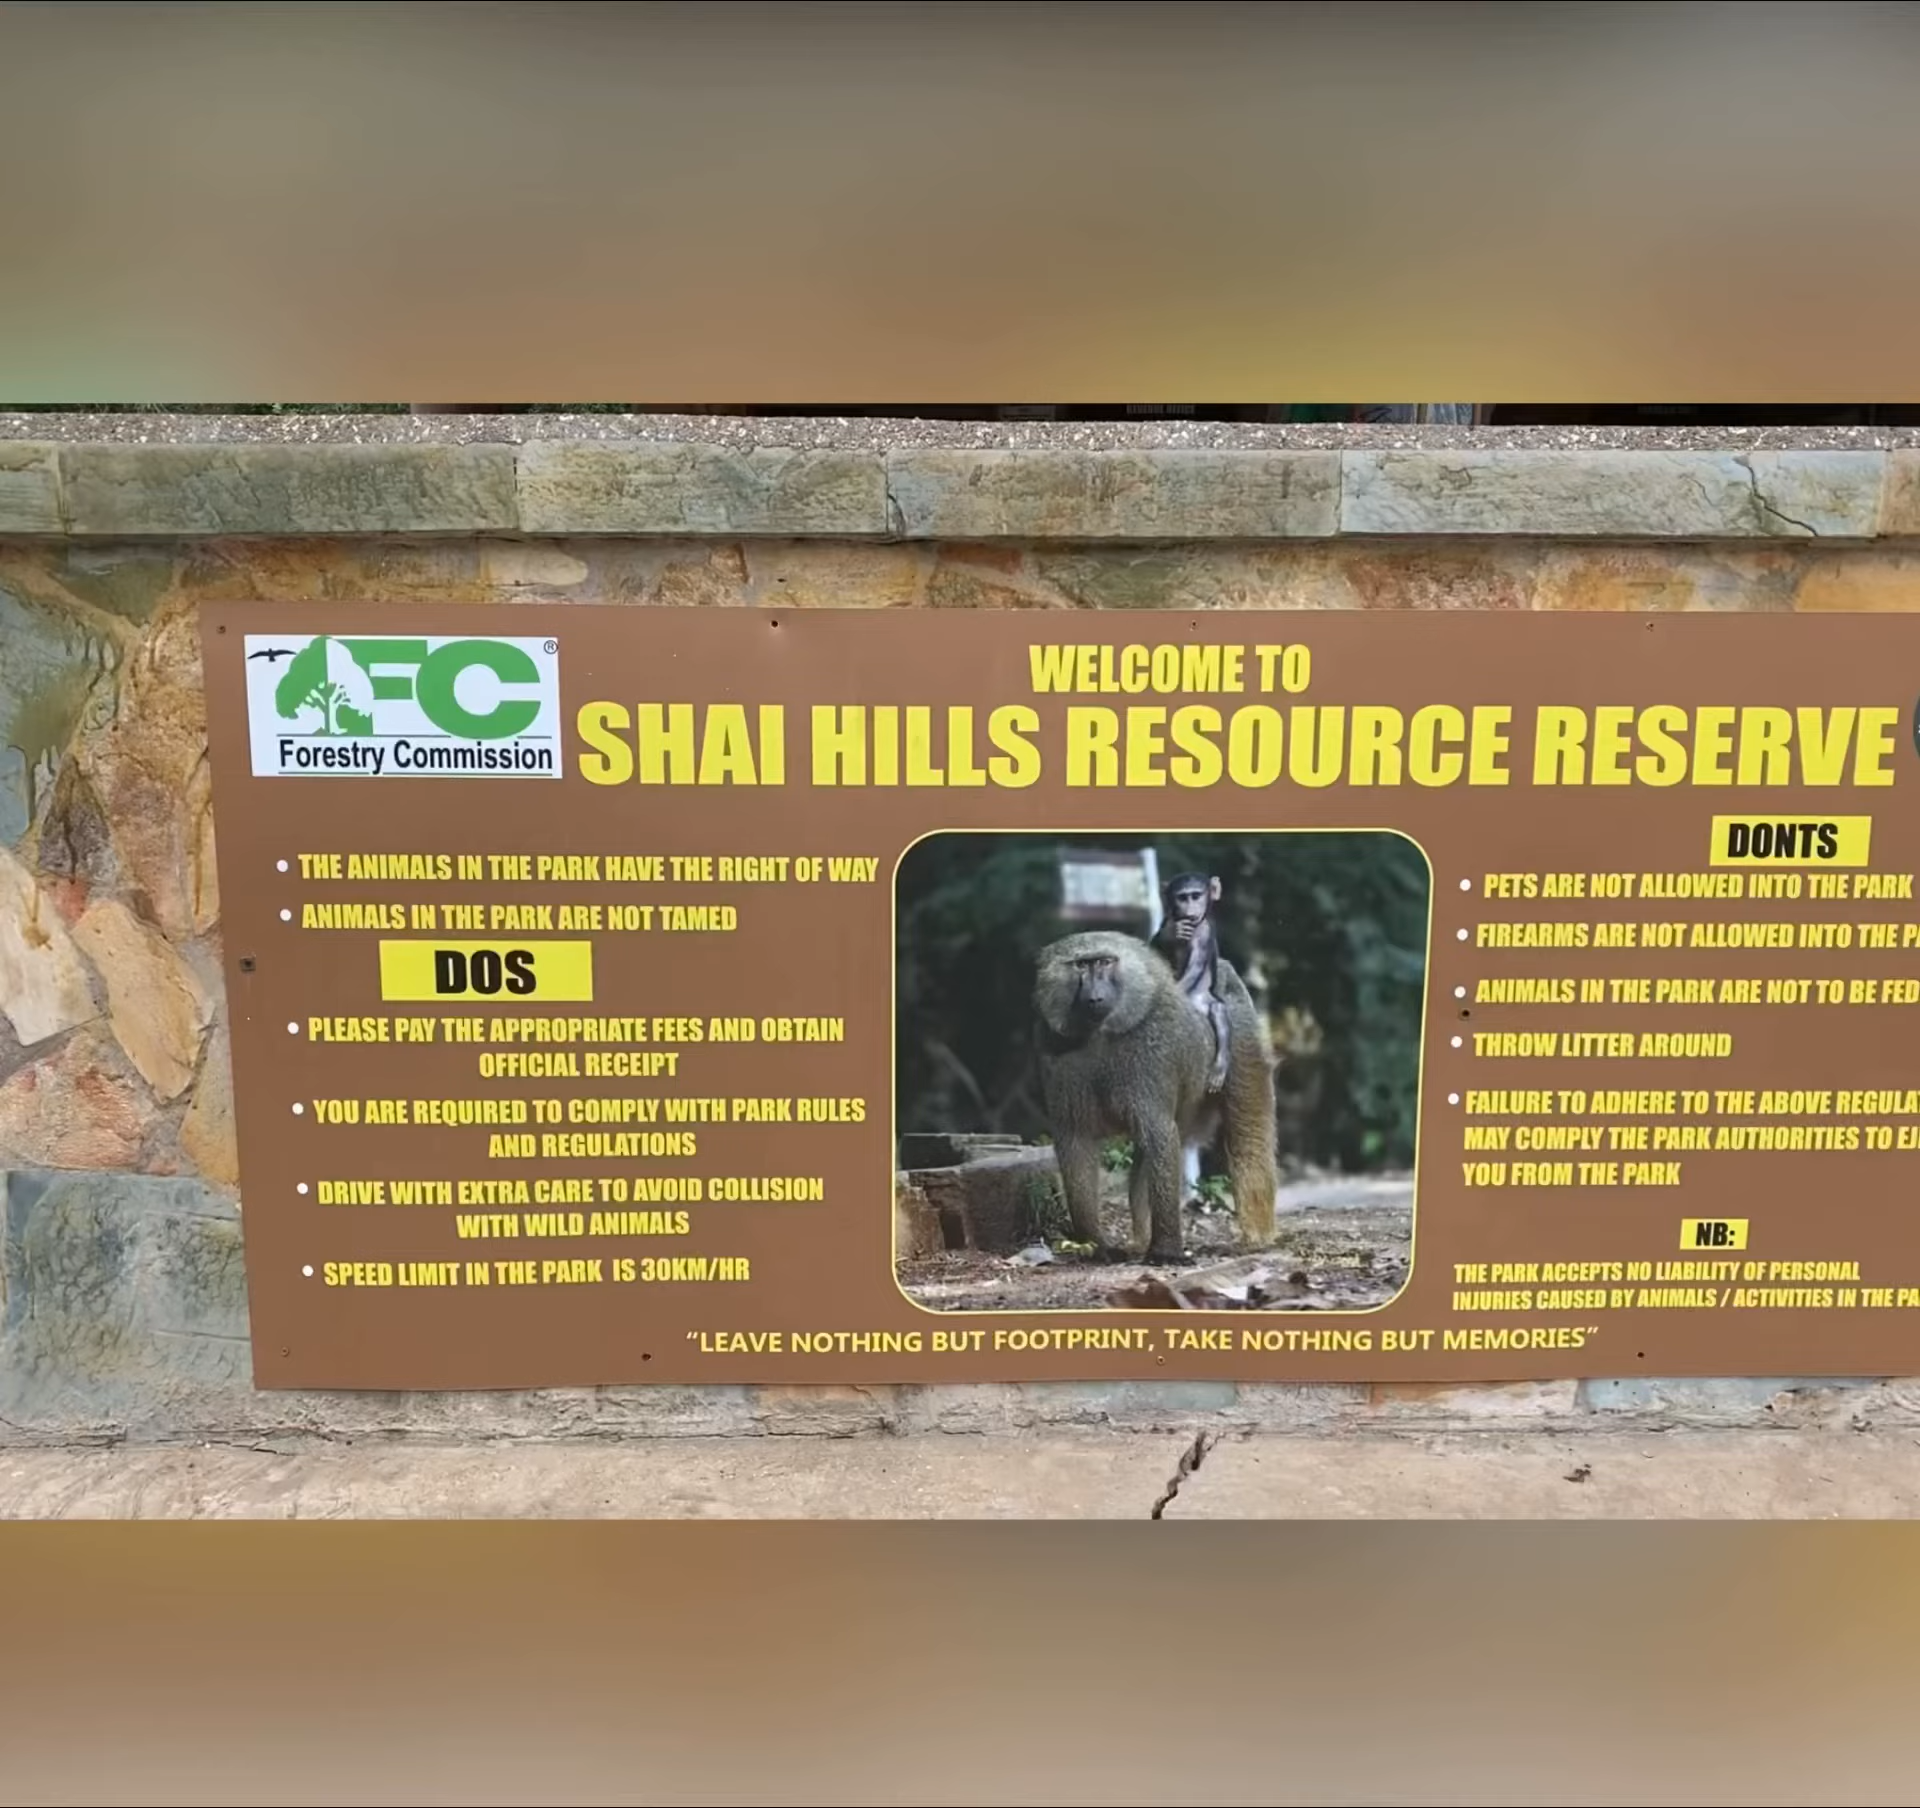 FC®
Forestry Commission
WELCOME TO
SHAI HILLS RESOURCE RESERVE
• THE ANIMALS IN THE PARK HAVE THE RIGHT OF WAY
• ANIMALS IN THE PARK ARE NOT TAMED
DOS
• PLEASE PAY THE APPROPRIATE FEES AND OBTAIN
OFFICIAL RECEIPT
• YOU ARE REQUIRED TO COMPLY WITH PARK RULES
AND REGULATIONS
• DRIVE WITH EXTRA CARE TO AVOID COLLISION
WITH WILD ANIMALS
• SPEED LIMIT IN THE PARK IS 30KM/HR
DONTS
• PETS ARE NOT ALLOWED INTO THE PARK
• FIREARMS ARE NOT ALLOWED INTO THE
• ANIMALS IN THE PARK ARE NOT TO BE FED
• THROW LITTER AROUND
• FAILURE TO ADHERE TO THE ABOVE
MAY COMPLY THE PARK AUTHORITIES TO
YOU FROM THE PARK
NB:
THE PARK ACCEPTS NO LIABILITY OF PERSONAL
INJURIES CAUSED BY ANIMALS / ACTIVITIES IN THE
“LEAVE NOTHING BUT FOOTPRINT, TAKE NOTHING BUT MEMORIES”